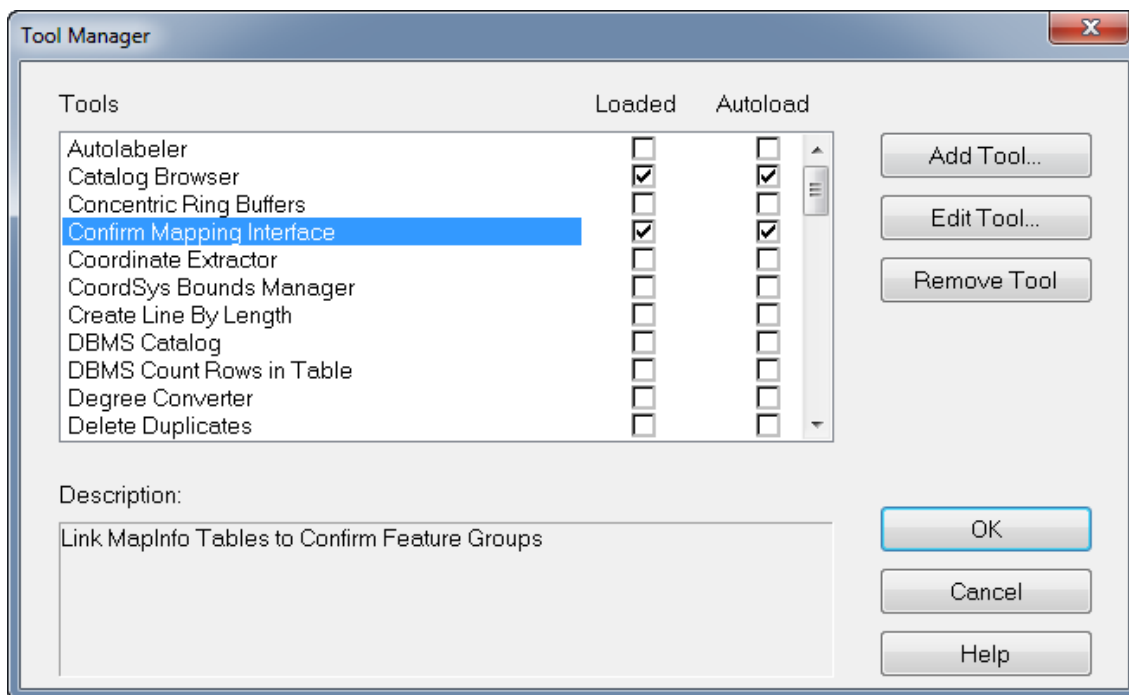 Tool Manager
Tools Loaded Autoload
Autolabeler
Catalog Browser
Concentric Ring Buffers
Confirm Mapping Interface
Coordinate Extractor
CoordSys Bounds Manager
Create Line By Length
DBMS Catalog
DBMS Count Rows in Table
Degree Converter
Delete Duplicates
Add Tool...
Edit Tool...
Remove Tool
Description:
Link MapInfo Tables to Confirm Feature Groups
OK
Cancel
Help